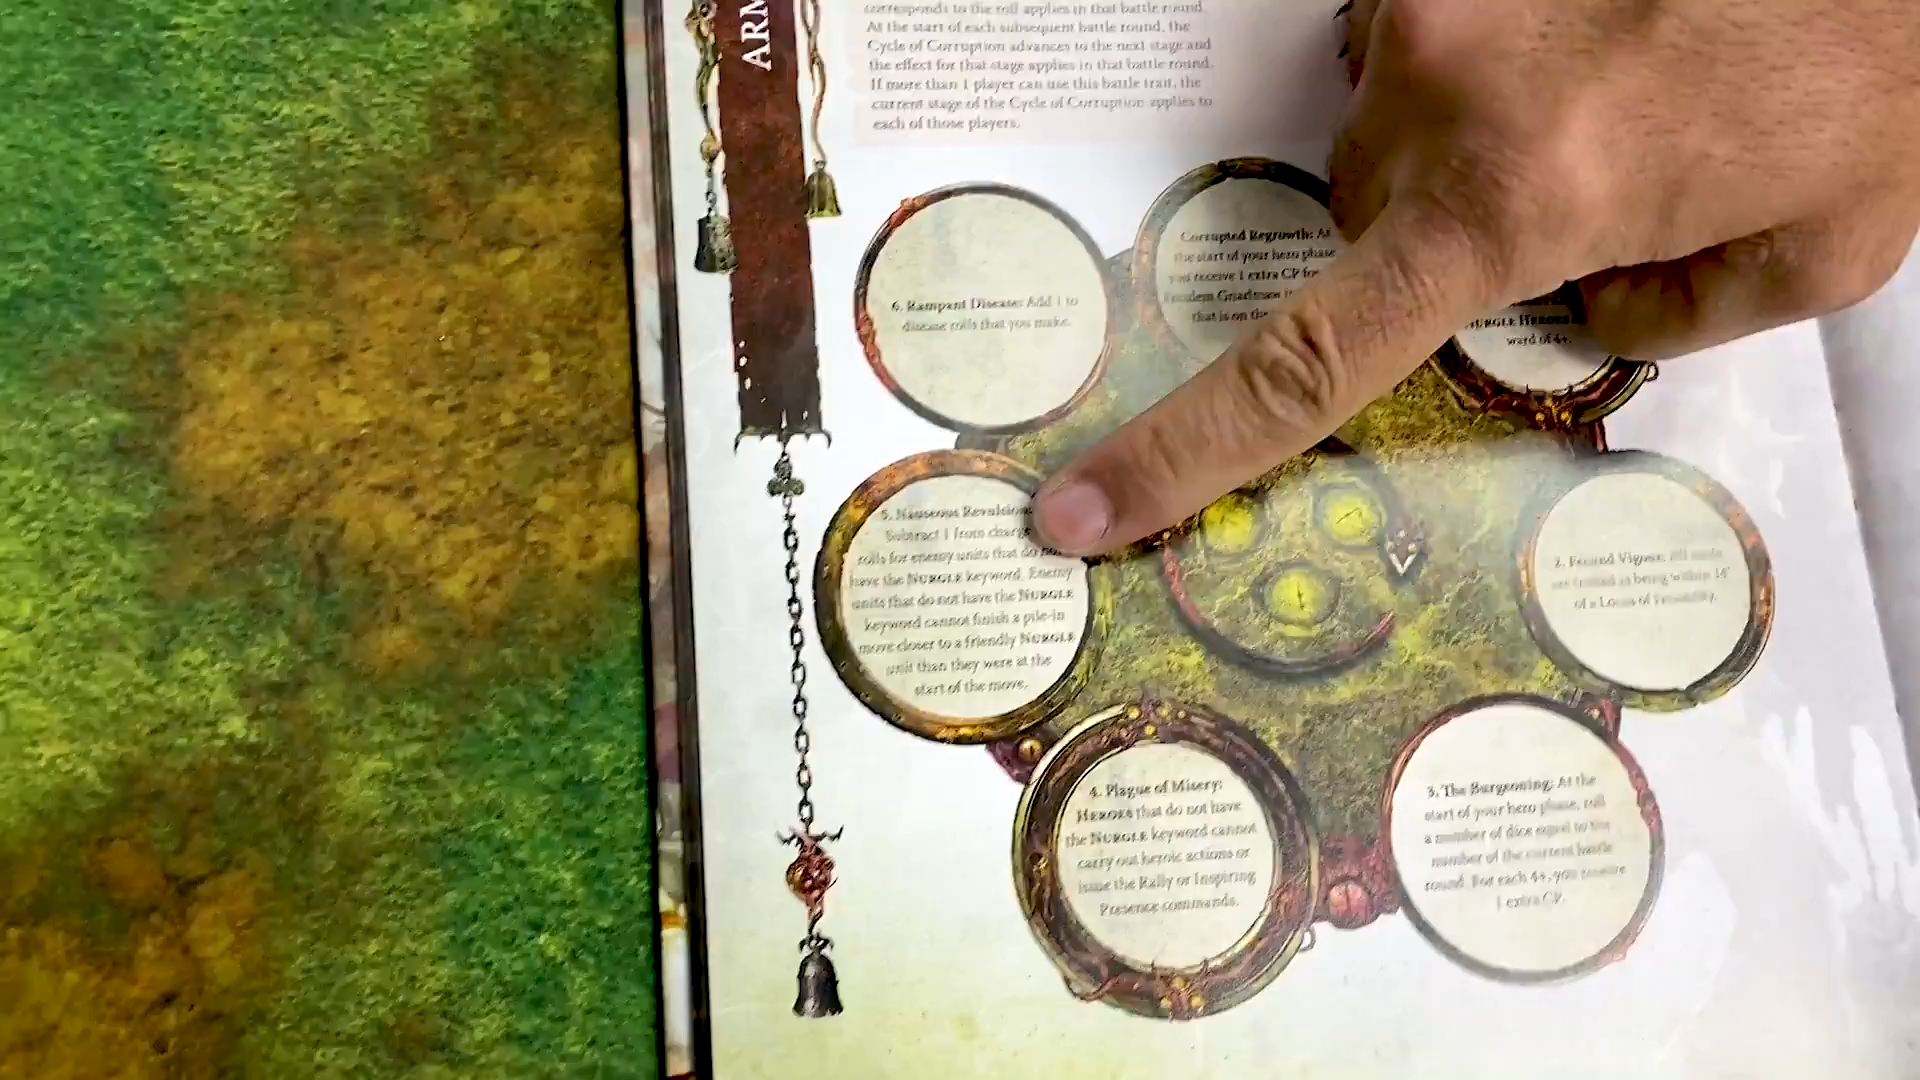 ARM
corresponds to the roll applies in that battle round.
At the start of each subsequent battle round, the
Cycle of Corruption advances to the next stage and
the effect for that stage applies in that battle round.
If more than 1 player can use this battle trait, the
current stage of the Cycle of Corruption applies to
each of those players.
Corrupted Regrowth: At
the start of your hero phase
you receive 1 extra CP for
that is on the
NURGLE HEROES
ward of 4+.
6. Rampant Disease: Add 1 to
disease rolls that you make.
5. Nauseous Revulsion:
Subtract 1 from charge
rolls for enemy units that do not
have the NURGLE keyword. Enemy
units that do not have the NURGLE
keyword cannot finish a pile-in
move closer to a friendly NURGLE
unit than they were at the
start of the move.
2. Fecund Vigour: All units
are treated as being within 14"
of a Locus of Fecundity.
4. Plague of Misery:
HEROES that do not have
the NURGLE keyword cannot
carry out heroic actions or
issue the Rally or Inspiring
Presence commands.
3. The Burgeoning: At the
start of your hero phase, roll
a number of dice equal to the
number of the current battle
round. For each 4+, you receive
1 extra CP.